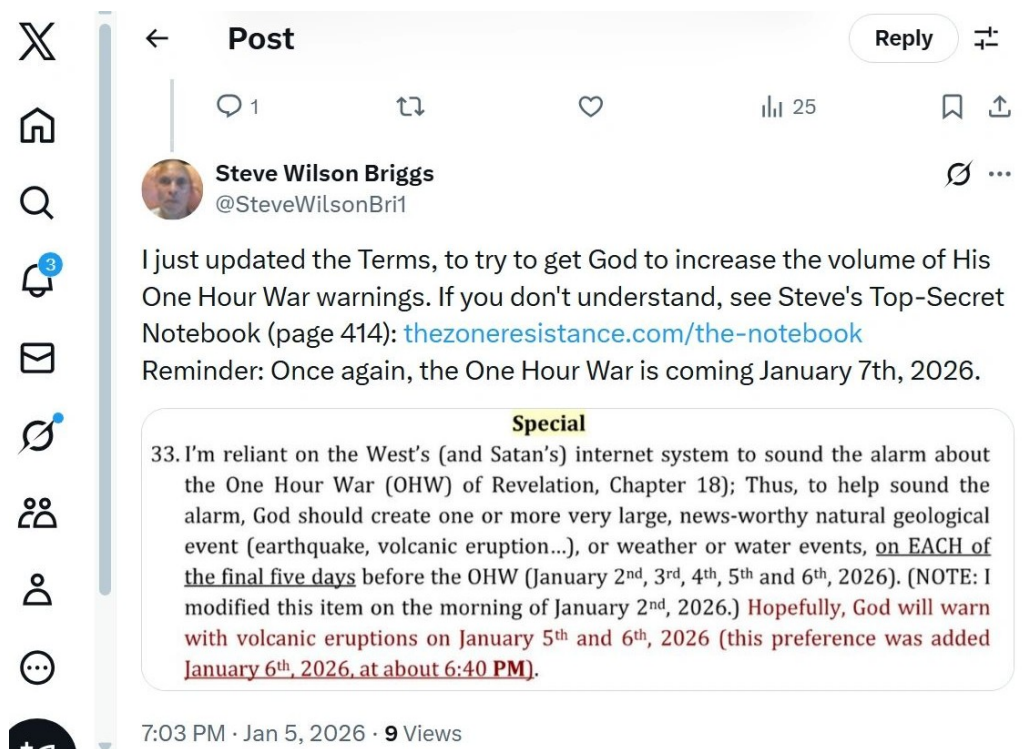 Post
Reply
1
25
Steve Wilson Briggs
@SteveWilsonBri1
3
I just updated the Terms, to try to get God to increase the volume of His
One Hour War warnings. If you don't understand, see Steve's Top-Secret
Notebook (page 414): thezoneresistance.com/the-notebook
Reminder: Once again, the One Hour War is coming January 7th, 2026.
Special
33. I’m reliant on the West’s (and Satan’s) internet system to sound the alarm about
the One Hour War (OHW) of Revelation, Chapter 18); Thus, to help sound the
alarm, God should create one or more very large, news-worthy natural geological
event (earthquake, volcanic eruption...), or weather or water events, on EACH of
the final five days before the OHW (January 2nd, 3rd, 4th, 5th and 6th, 2026). (NOTE: I
modified this item on the morning of January 2nd, 2026.) Hopefully, God will warn
with volcanic eruptions on January 5th and 6th, 2026 (this preference was added
January 6th, 2026, at about 6:40 PM).
7:03 PM · Jan 5, 2026 · 9 Views